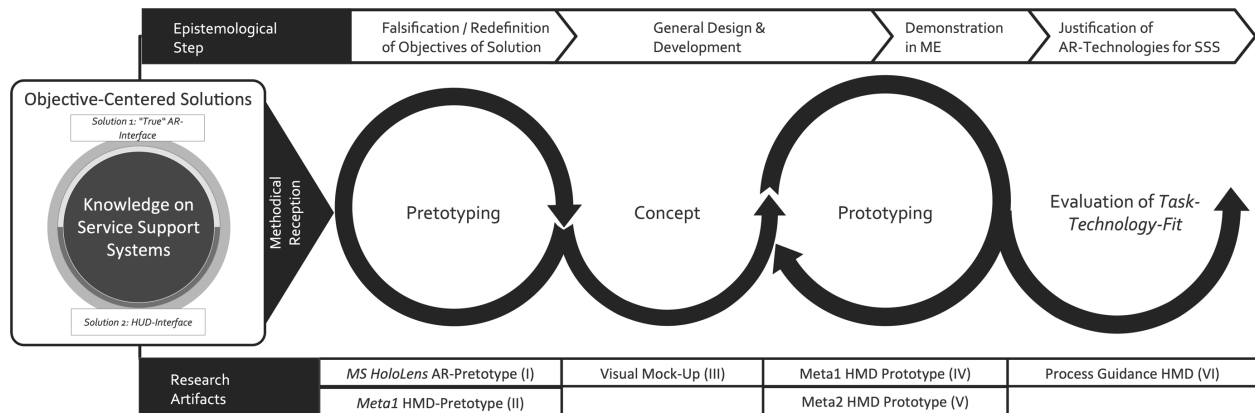 Epistemological
Step
Falsification / Redefinition
of Objectives of Solution
General Design &
Development
Demonstration
in ME
Justification of
AR-Technologies for SSS
Objective-Centered Solutions
Solution 1: "True" AR-
Interface
Knowledge on
Service Support
Systems
Solution 2: HUD-Interface
Methodical
Reception
Pretotyping
Concept
Prototyping
Evaluation of Task-
Technology-Fit
Research
Artifacts
MS HoloLens AR-Pretotype (I)
Visual Mock-Up (III)
Meta1 HMD Prototype (IV)
Process Guidance HMD (VI)
Meta1 HMD-Pretotype (II)
Meta2 HMD Prototype (V)